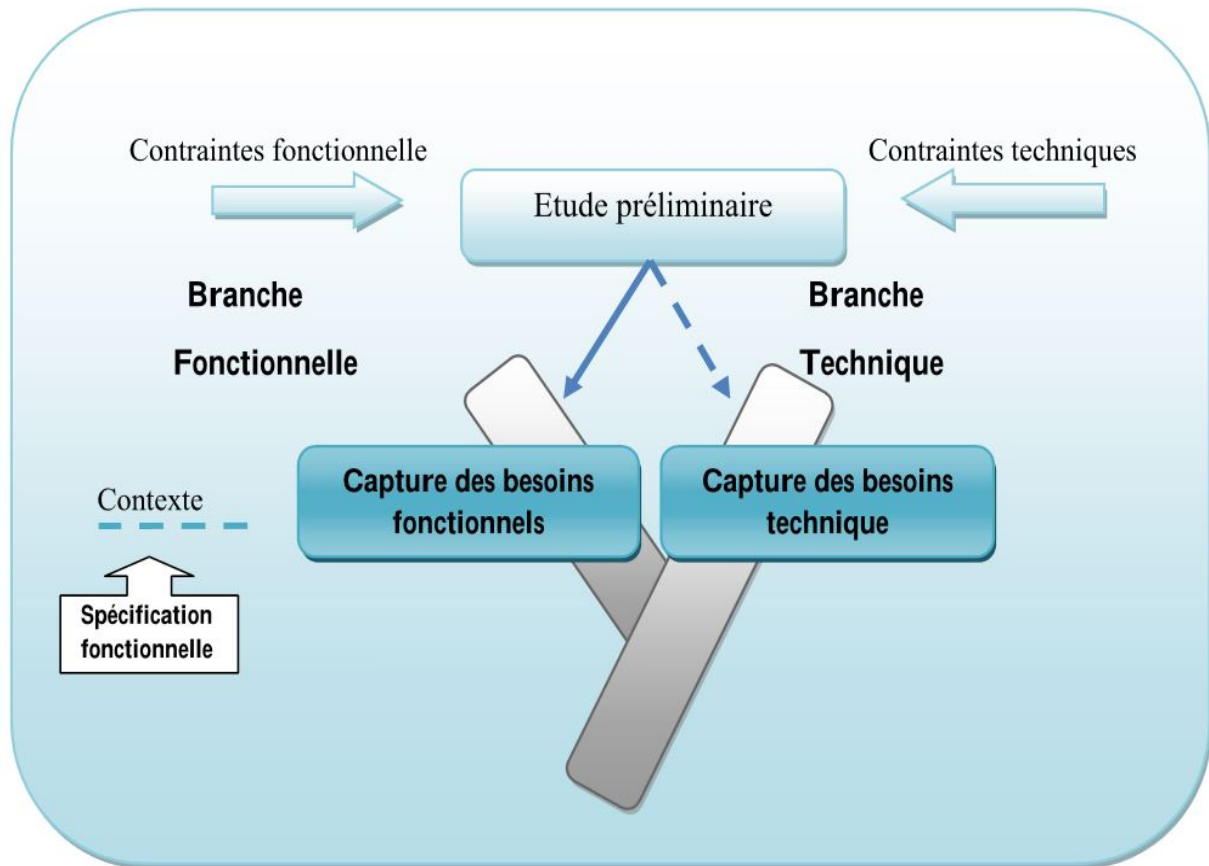 Contraintes fonctionnelle
Contraintes techniques
Etude préliminaire
Branche
Fonctionnelle
Branche
Technique
Capture des besoins
fonctionnels
Capture des besoins
technique
Contexte
Spécification
fonctionnelle